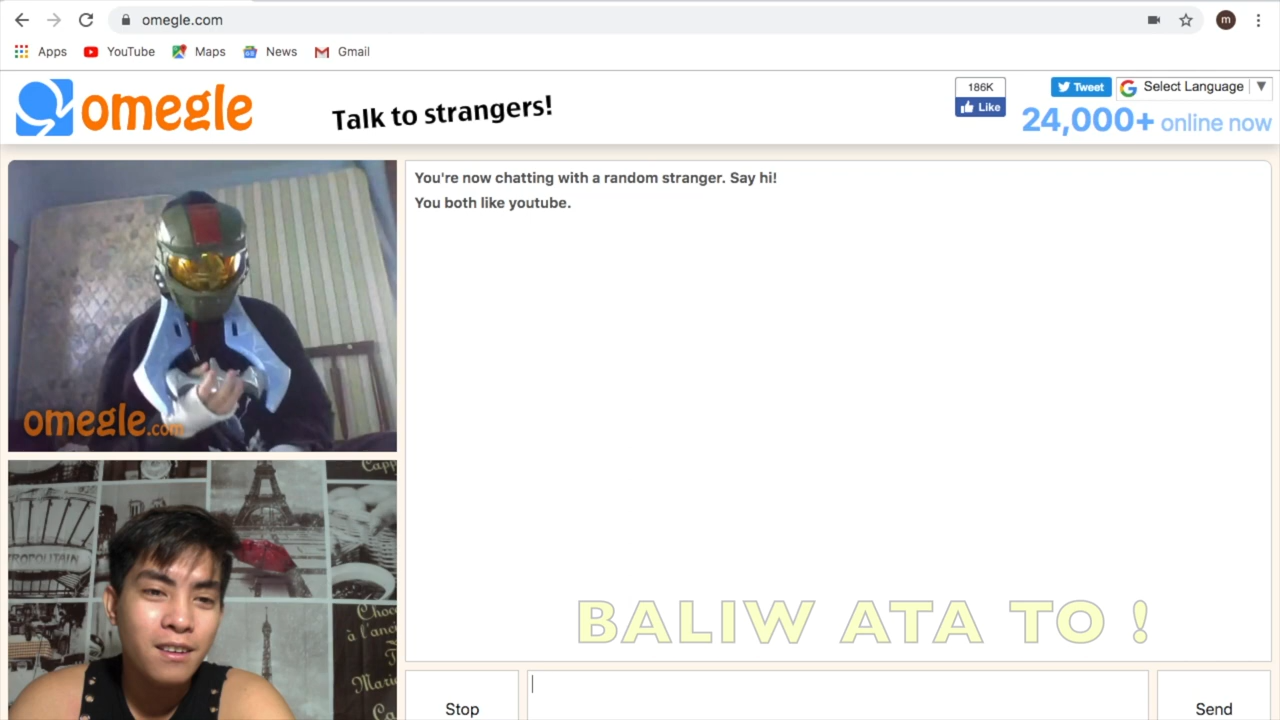 omegle.com
Apps YouTube Maps News Gmail
omegle
Talk to strangers!
186K
Like
Tweet
Select Language
24,000+ online now
You're now chatting with a random stranger. Say hi!
You both like youtube.
omegle.com
BALIW ATA TO !
Stop
Send
m